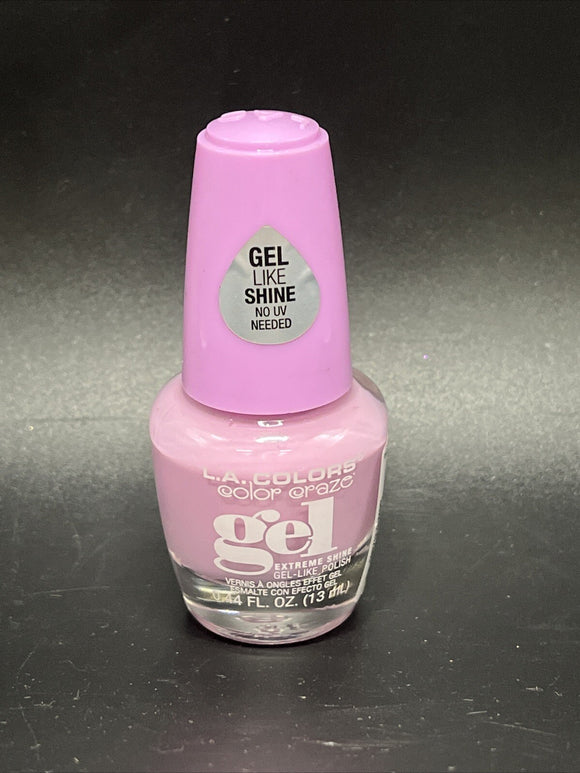 GEL
LIKE
SHINE
NO UV
NEEDED
L.A. COLORS
color craze
gel
EXTREME SHINE
GEL-LIKE POLISH
VERNIS À ONGLES EFFET GEL
ESMALTE CON EFECTO GEL
0.44 FL. OZ. (13 mL)